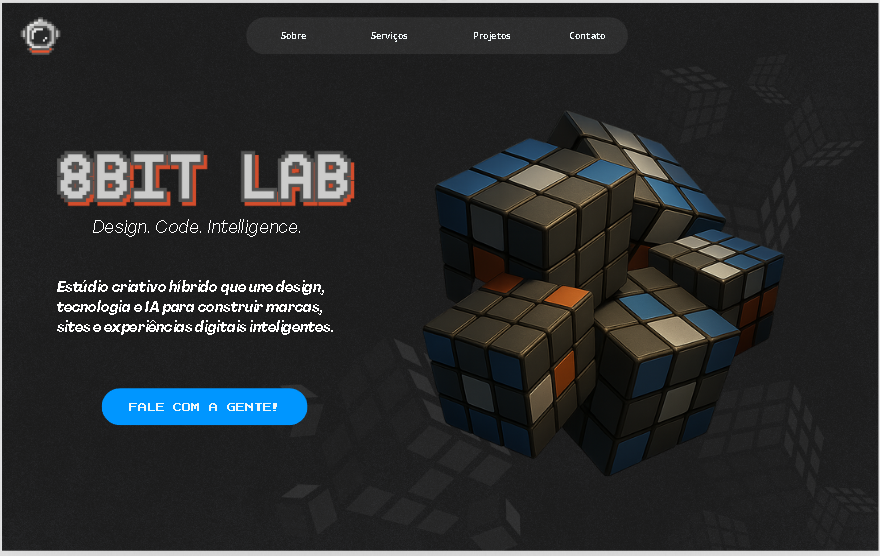 Sobre
Serviços
Projetos
Contato
8BIT LAB
Design. Code. Intelligence.
Estúdio criativo híbrido que une design,
tecnologia e IA para construir marcas,
sites e experiências digitais inteligentes.
FALE COM A GENTE!